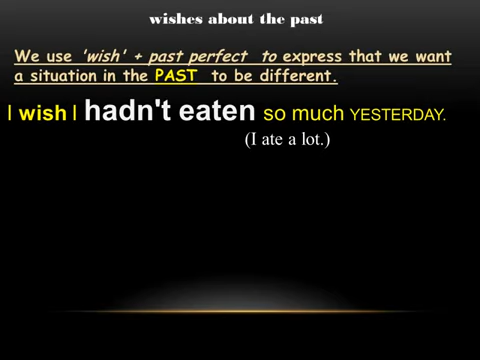 wishes about the past
We use 'wish' + past perfect to express that we want
a situation in the PAST to be different.
I wish I hadn't eaten so much YESTERDAY.
(I ate a lot.)